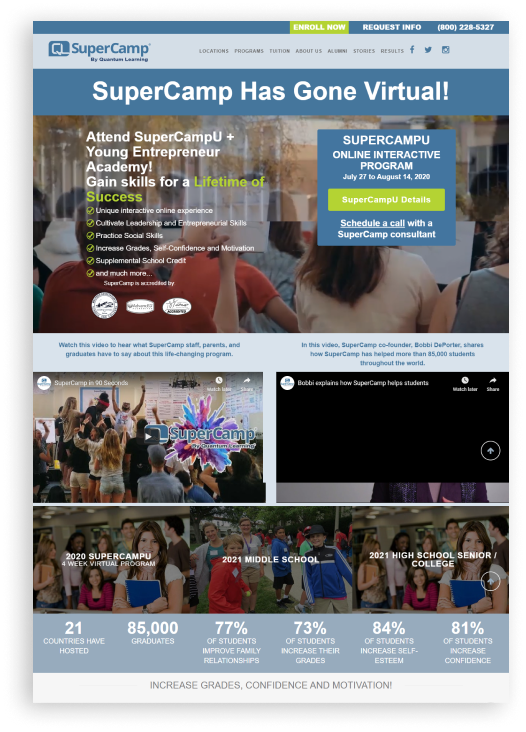 ENROLL NOW REQUEST INFO (800) 228-5327
QL SuperCamp®
By Quantum Learning
LOCATIONS PROGRAMS TUITION ABOUT US ALUMNI STORIES RESULTS
SuperCamp Has Gone Virtual!
Attend SuperCampU +
Young Entrepreneur
Academy!
Gain skills for a Lifetime of
Success
Unique interactive online experience
Cultivate Leadership and Entrepreneurial Skills
Practice Social Skills
Increase Grades, Self-Confidence and Motivation
Supplemental School Credit
and much more...
SuperCamp is accredited by
SUPERCAMPU
ONLINE INTERACTIVE
PROGRAM
July 27 to August 14, 2020
SuperCampU Details
Schedule a call with a
SuperCamp consultant
Watch this video to hear what SuperCamp staff, parents, and
graduates have to say about this life-changing program.
In this video, SuperCamp co-founder, Bobbi DePorter, shares
how SuperCamp has helped more than 85,000 students
throughout the world.
SuperCamp in 90 Seconds
Watch later Share
SuperCamp
By Quantum Learning
Bobbi explains how SuperCamp helps students
Watch later Share
2020 SUPERCAMPU
4 WEEK VIRTUAL PROGRAM
2021 MIDDLE SCHOOL
2021 HIGH SCHOOL SENIOR /
COLLEGE
21
COUNTRIES HAVE
HOSTED
85,000
GRADUATES
77%
OF STUDENTS
IMPROVE FAMILY
RELATIONSHIPS
73%
OF STUDENTS
INCREASE THEIR
GRADES
84%
OF STUDENTS
INCREASE SELF-
ESTEEM
81%
OF STUDENTS
INCREASE
CONFIDENCE
INCREASE GRADES, CONFIDENCE AND MOTIVATION!